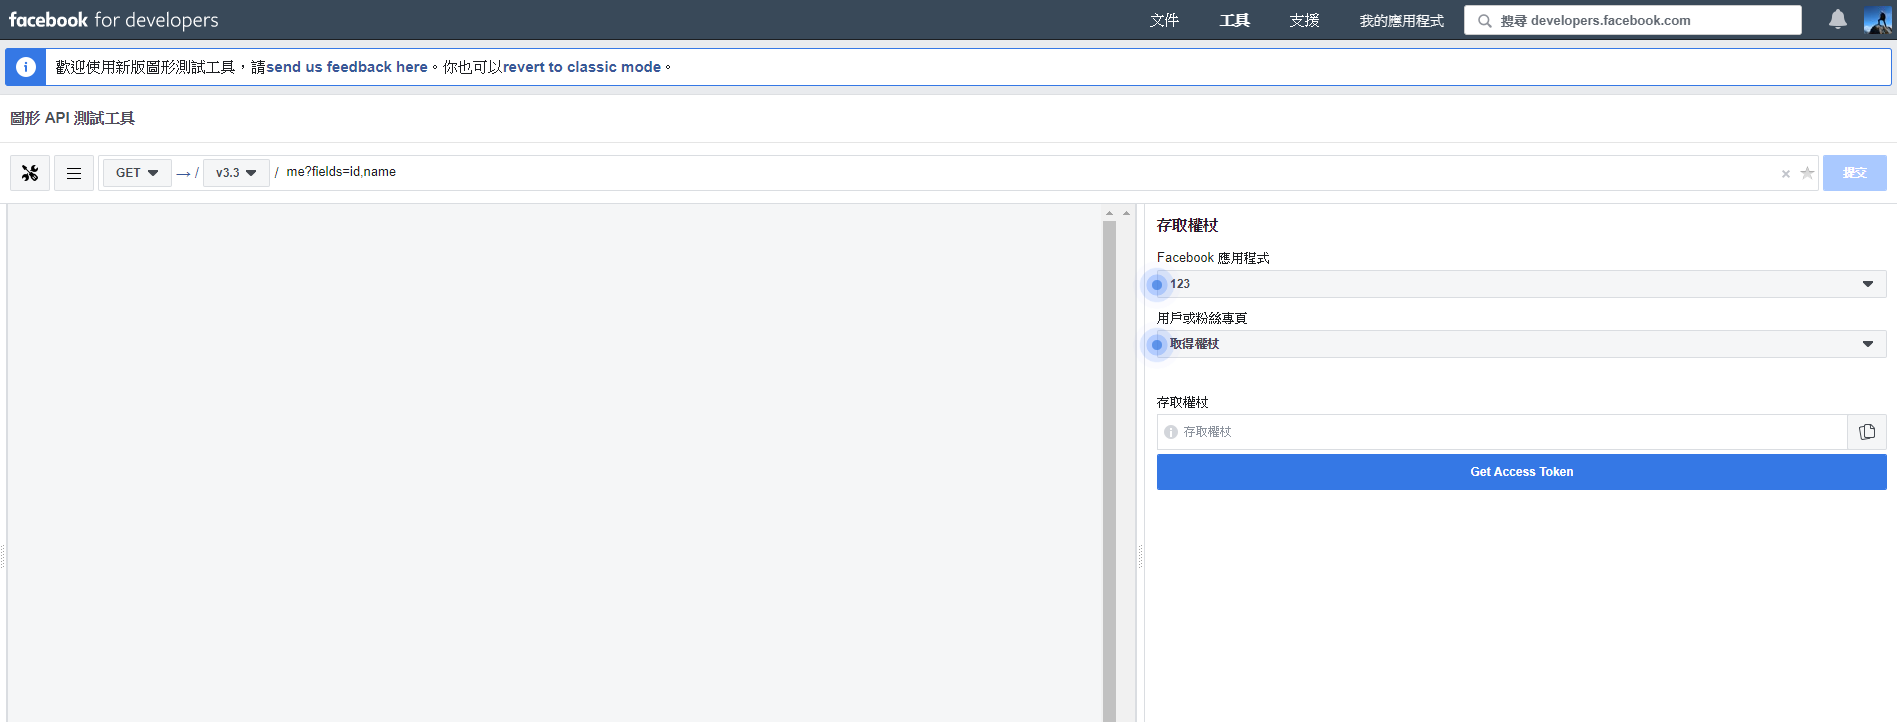 facebook for developers 文件 工具 支援 我的應用程式 搜尋 developers.facebook.com
歡迎使用新版圖形測試工具，請send us feedback here。你也可以revert to classic mode。
圖形 API 測試工具
GET → / v3.3 / me?fields=id,name × 提交
存取權杖
Facebook 應用程式
123
用戶或粉絲專頁
取得權杖
存取權杖
存取權杖
Get Access Token